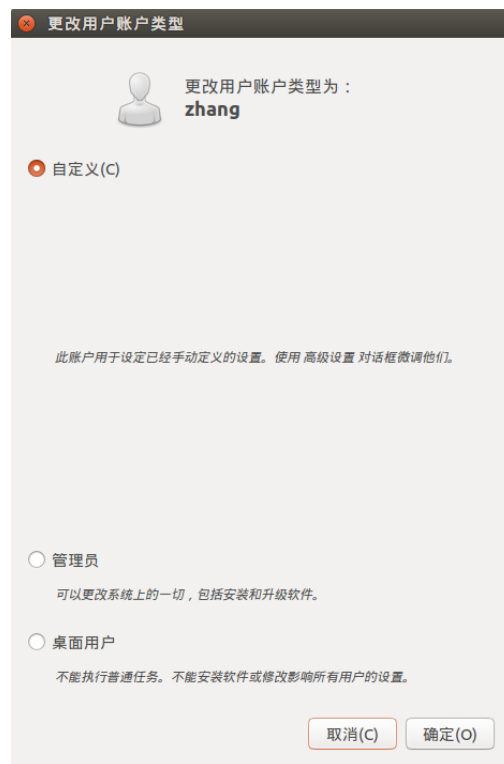 更改用户账户类型
更改用户账户类型为：
zhang
自定义(C)
此账户用于设定已经手动定义的设置。使用 高级设置 对话框微调他们。
管理员
可以更改系统上的一切，包括安装和升级软件。
桌面用户
不能执行普通任务。不能安装软件或修改影响所有用户的设置。
取消(C) 确定(O)